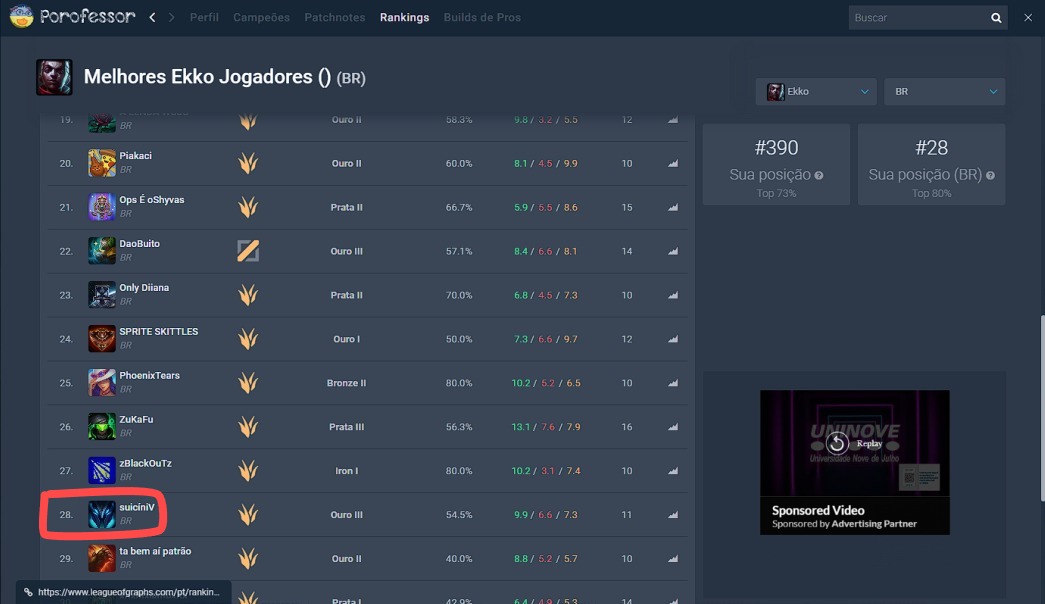 Porofessor
Perfil Campeões Patchnotes Rankings Builds de Pros
Buscar
Melhores Ekko Jogadores () (BR)
Ekko
BR
19. BR Ouro II 58.3% 9.8 / 3.2 / 5.5 12
20. Piakaci BR Ouro II 60.0% 8.1 / 4.5 / 9.9 10
21. Ops É oShyvas BR Prata II 66.7% 5.9 / 5.5 / 8.6 15
22. DaoBuito BR Ouro III 57.1% 8.4 / 6.6 / 8.1 14
23. Only Diiana BR Prata II 70.0% 6.8 / 4.5 / 7.3 10
24. SPRITE SKITTLES BR Ouro I 50.0% 7.3 / 6.6 / 9.7 12
25. PhoenixTears BR Bronze II 80.0% 10.2 / 5.2 / 6.5 10
26. ZuKaFu BR Prata III 56.3% 13.1 / 7.6 / 7.9 16
27. zBlackOuTz BR Iron I 80.0% 10.2 / 3.1 / 7.4 10
28. suiciniV BR Ouro III 54.5% 9.9 / 6.6 / 7.3 11
29. ta bem aí patrão BR Ouro II 40.0% 8.8 / 5.2 / 5.7 10
Prata I 42.9% 6.4 / 4.9 / 5.3 14
https://www.leagueofgraphs.com/pt/rankin...
#390
Sua posição
Top 73%
#28
Sua posição (BR)
Top 80%
UNINOVE
Universidade Nove de Julho
Replay
Sponsored Video
Sponsored by Advertising Partner